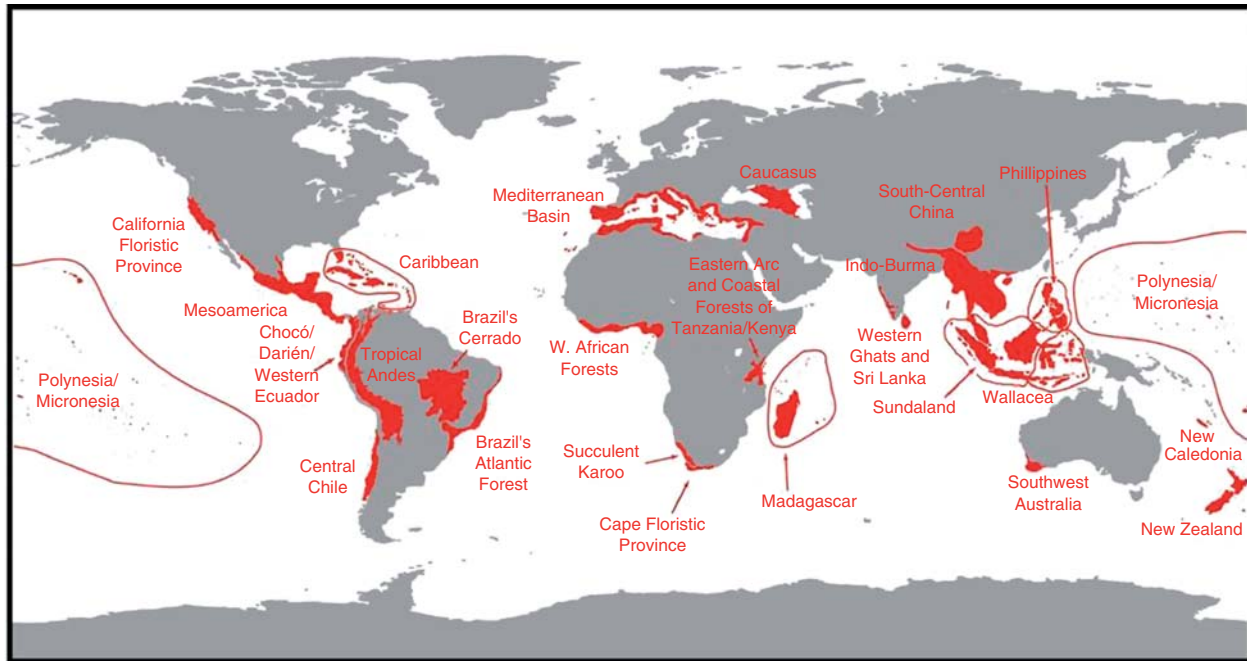 Caucasus
Phillippines
Mediterranean
Basin
South-Central
China
California
Floristic
Province
Caribbean
Eastern Arc
and Coastal
Forests of
Tanzania/Kenya
Indo-Burma
Polynesia/
Micronesia
Mesoamerica
Chocó/
Darién/
Western
Ecuador
Brazil's
Cerrado
Tropical
Andes
W. African
Forests
Western
Ghats and
Sri Lanka
Polynesia/
Micronesia
Sundaland
Wallacea
Central
Chile
Brazil's
Atlantic
Forest
Succulent
Karoo
Madagascar
Cape Floristic
Province
Southwest
Australia
New
Caledonia
New Zealand